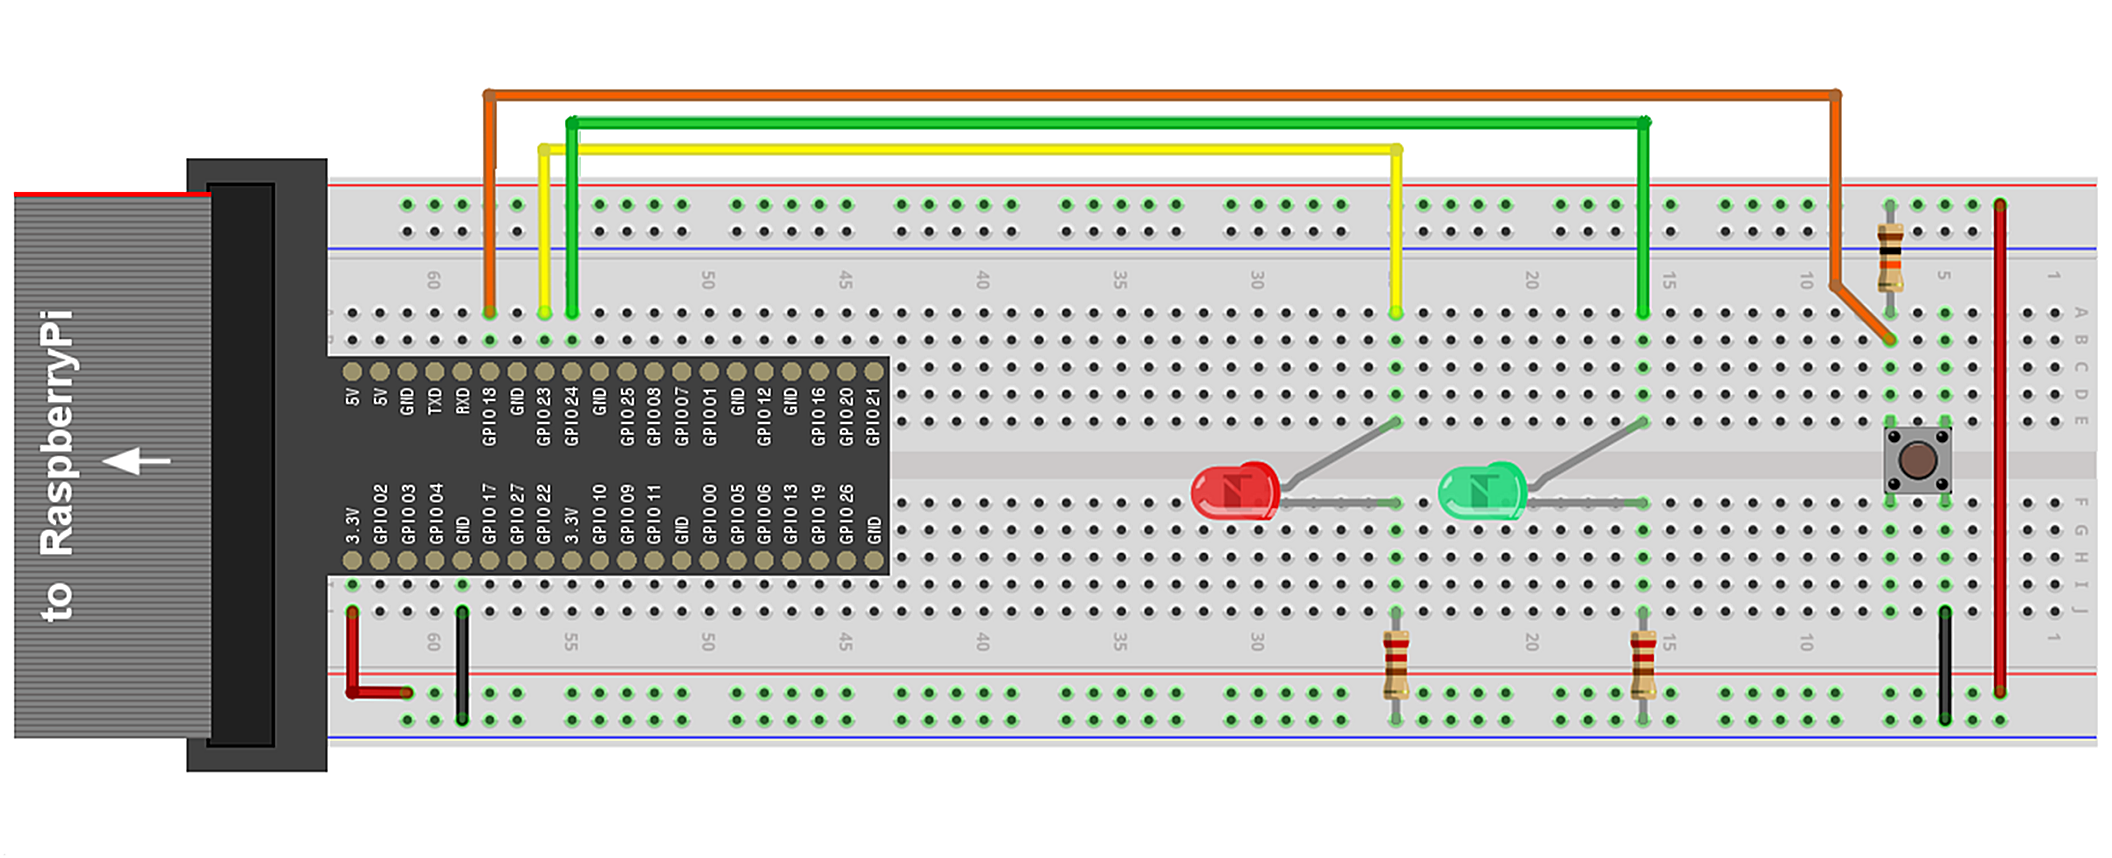 to RaspberryPi
60 50 45 40 35 30 20 15 10 5 1
A
B
C
D
E
5V 5V GND TXD RXD GPIO18 GND GPIO23 GPIO24 GND GPIO25 GPIO08 GPIO07 GPIO01 GND GPIO12 GND GPIO16 GPIO20 GPIO21
3.3V GPIO02 GPIO03 GPIO04 GND GPIO17 GPIO27 GPIO22 3.3V GPIO10 GPIO09 GPIO11 GND GPIO00 GPIO05 GPIO06 GPIO13 GPIO19 GPIO26 GND
F
G
H
I
J
60 55 50 45 40 35 30 20 15 10 1